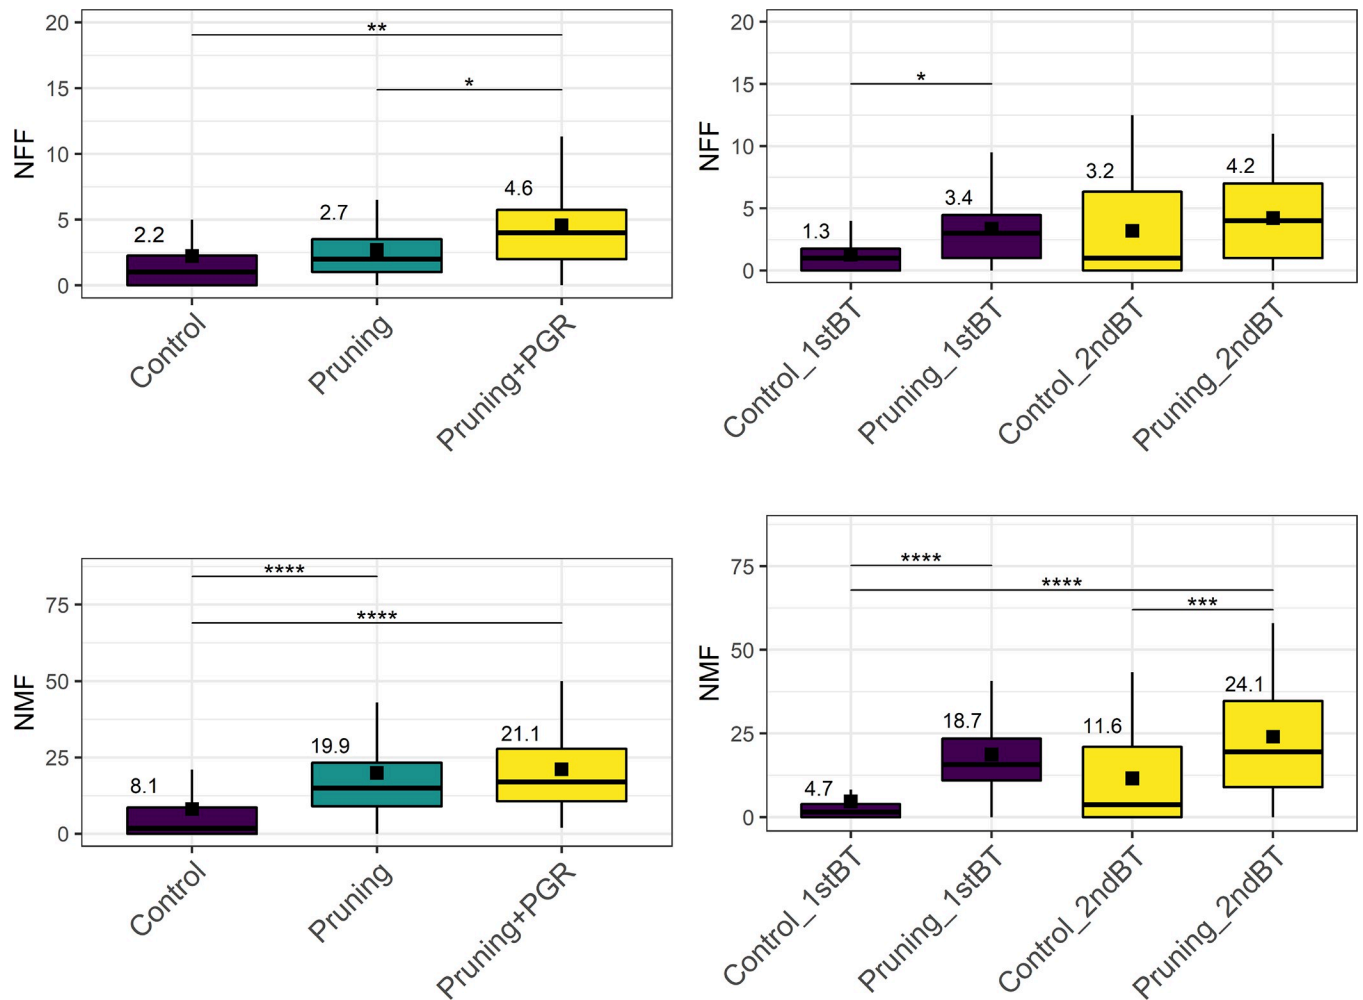 NFF
20
15
10
5
0
**
*
2.2
2.7
4.6
Control
Pruning
Pruning+PGR
NFF
20
15
10
5
0
*
1.3
3.4
3.2
4.2
Control_1stBT
Pruning_1stBT
Control_2ndBT
Pruning_2ndBT
NMF
75
50
25
0
****
****
8.1
19.9
21.1
Control
Pruning
Pruning+PGR
NMF
75
50
25
0
****
****
***
4.7
18.7
11.6
24.1
Control_1stBT
Pruning_1stBT
Control_2ndBT
Pruning_2ndBT